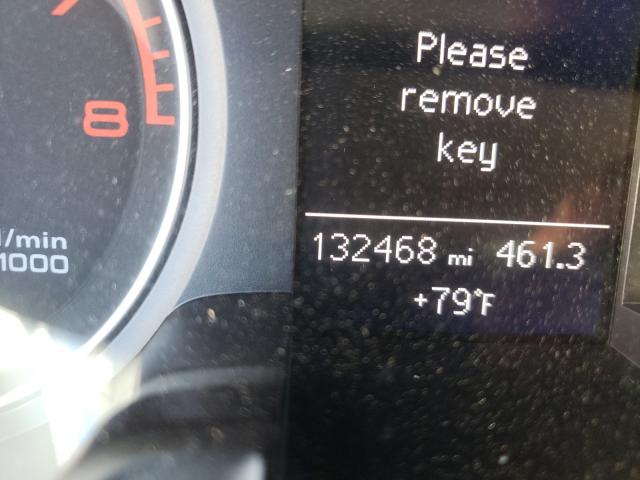 Please
remove
key
8
/min
1000
132468 mi 461.3
+79°F